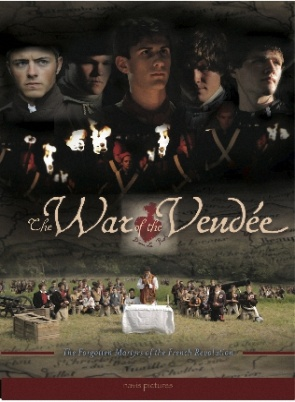 The War of the Vendée
The Forgotten Martyrs of the French Revolution
navis pictures